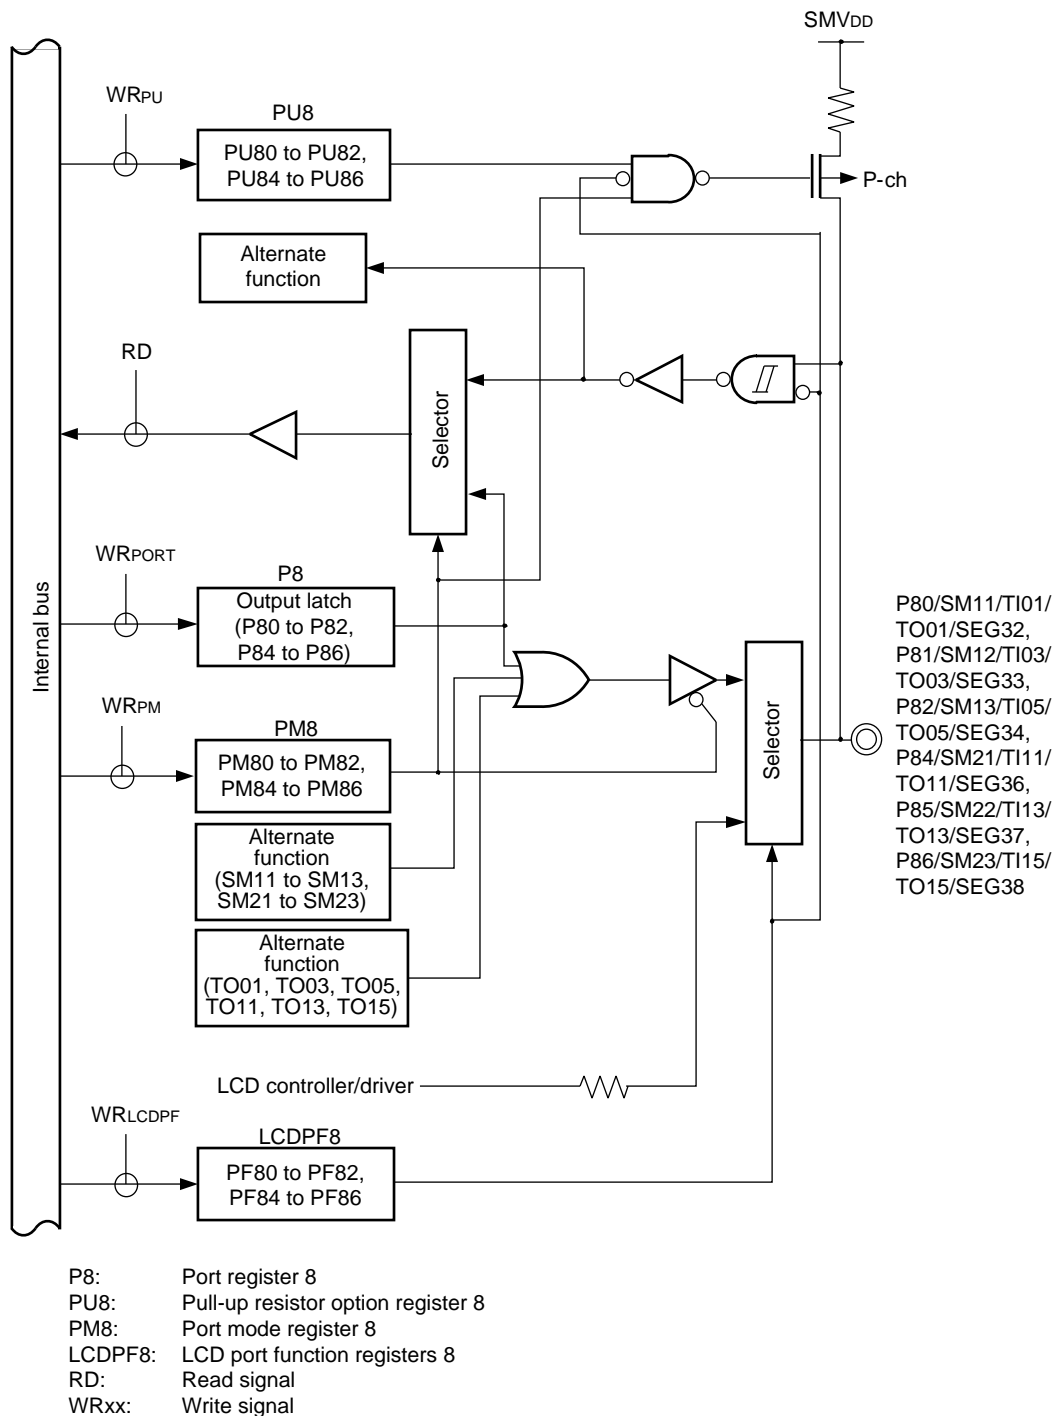 SMVDD
WRPU
PU8
PU80 to PU82,
PU84 to PU86
P-ch
Alternate
function
RD
Selector
Internal bus
WRPORT
P8
Output latch
(P80 to P82,
P84 to P86)
WRPM
PM8
PM80 to PM82,
PM84 to PM86
Selector
P80/SM11/TI01/
TO01/SEG32,
P81/SM12/TI03/
TO03/SEG33,
P82/SM13/TI05/
TO05/SEG34,
P84/SM21/TI11/
TO11/SEG36,
P85/SM22/TI13/
TO13/SEG37,
P86/SM23/TI15/
TO15/SEG38
Alternate
function
(SM11 to SM13,
SM21 to SM23)
Alternate
function
(TO01, TO03, TO05,
TO11, TO13, TO15)
LCD controller/driver
WRLCDPF
LCDPF8
PF80 to PF82,
PF84 to PF86
P8: Port register 8
PU8: Pull-up resistor option register 8
PM8: Port mode register 8
LCDPF8: LCD port function registers 8
RD: Read signal
WRxx: Write signal